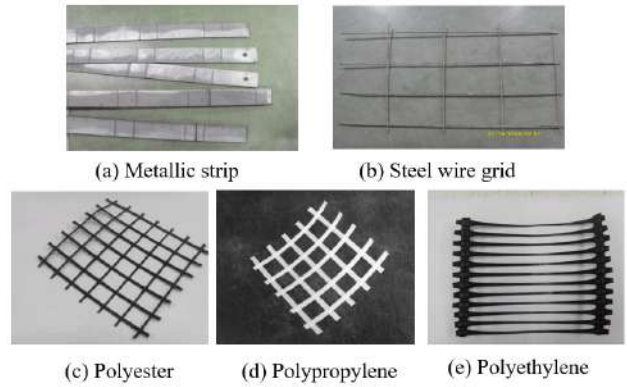 (a) Metallic strip
(b) Steel wire grid
(c) Polyester
(d) Polypropylene
(e) Polyethylene